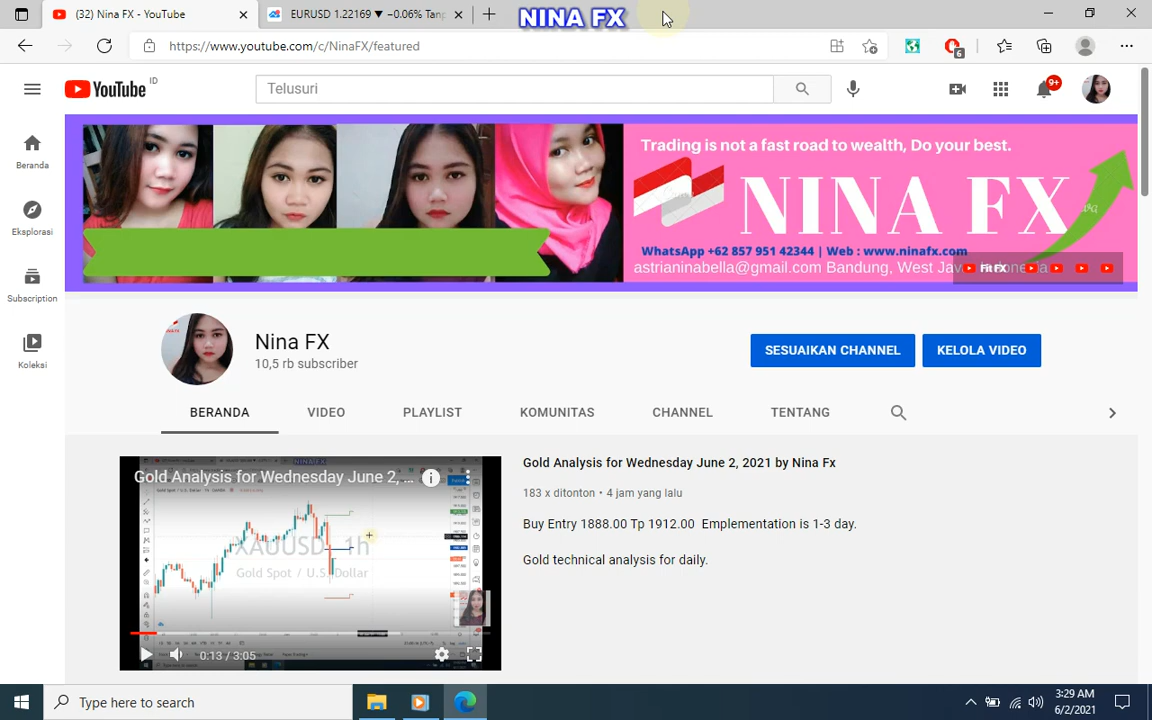 (32) Nina FX - YouTube
EURUSD 1.22169 ▼ −0.06% Tanp
NINA FX
https://www.youtube.com/c/NinaFX/featured
6
YouTube ID
Telusuri
9+
Beranda
Eksplorasi
Subscription
Koleksi
Trading is not a fast road to wealth, Do your best.
NINA FX
WhatsApp +62 857 951 42344 | Web : www.ninafx.com
astrianinabella@gmail.com Bandung, West Java, Indonesia
Fit FX
Nina FX
10,5 rb subscriber
SESUAIKAN CHANNEL
KELOLA VIDEO
BERANDA
VIDEO
PLAYLIST
KOMUNITAS
CHANNEL
TENTANG
Gold Analysis for Wednesday June 2, ...
XAUUSD 1h
Gold Spot / U.S. Dollar
0:13 / 3:05
Gold Analysis for Wednesday June 2, 2021 by Nina Fx
183 x ditonton • 4 jam yang lalu
Buy Entry 1888.00 Tp 1912.00 Emplementation is 1-3 day.
Gold technical analysis for daily.
Type here to search
3:29 AM
6/2/2021